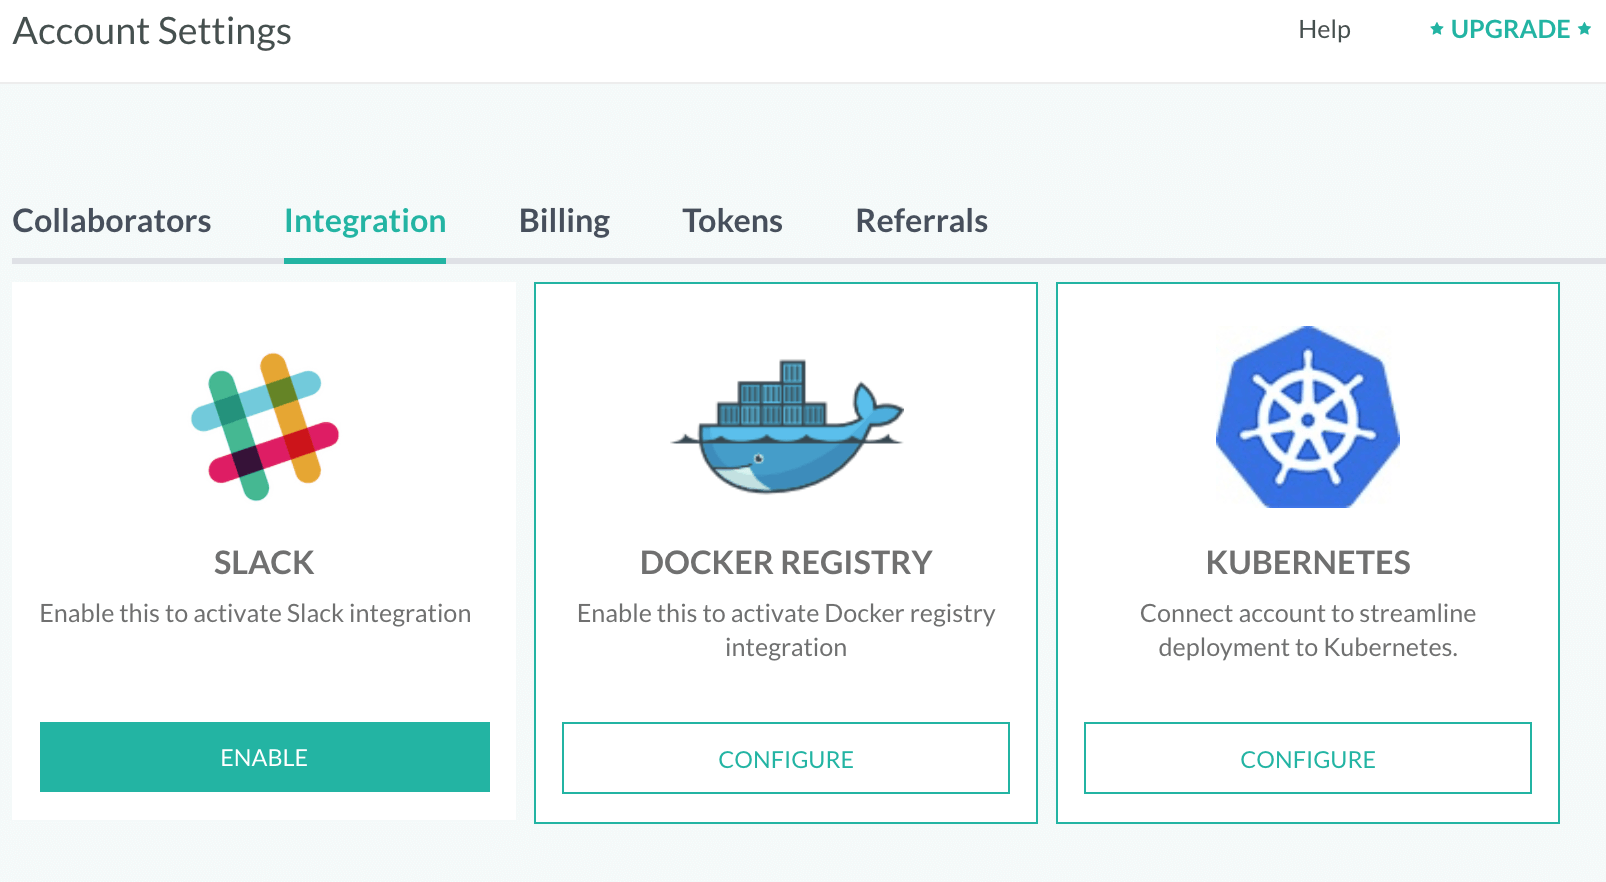 Account Settings
Help
★ UPGRADE ★
Collaborators
Integration
Billing
Tokens
Referrals
SLACK
Enable this to activate Slack integration
ENABLE
DOCKER REGISTRY
Enable this to activate Docker registry
integration
CONFIGURE
KUBERNETES
Connect account to streamline
deployment to Kubernetes.
CONFIGURE